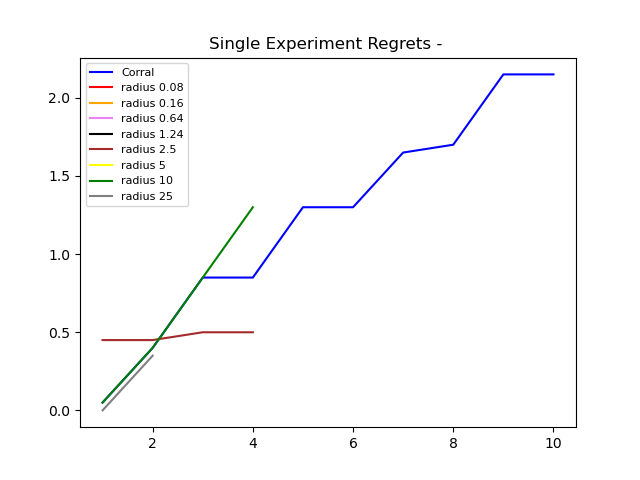 Single Experiment Regrets -
Corral
radius 0.08
radius 0.16
radius 0.64
radius 1.24
radius 2.5
radius 5
radius 10
radius 25
2.0
1.5
1.0
0.5
0.0
2 4 6 8 10